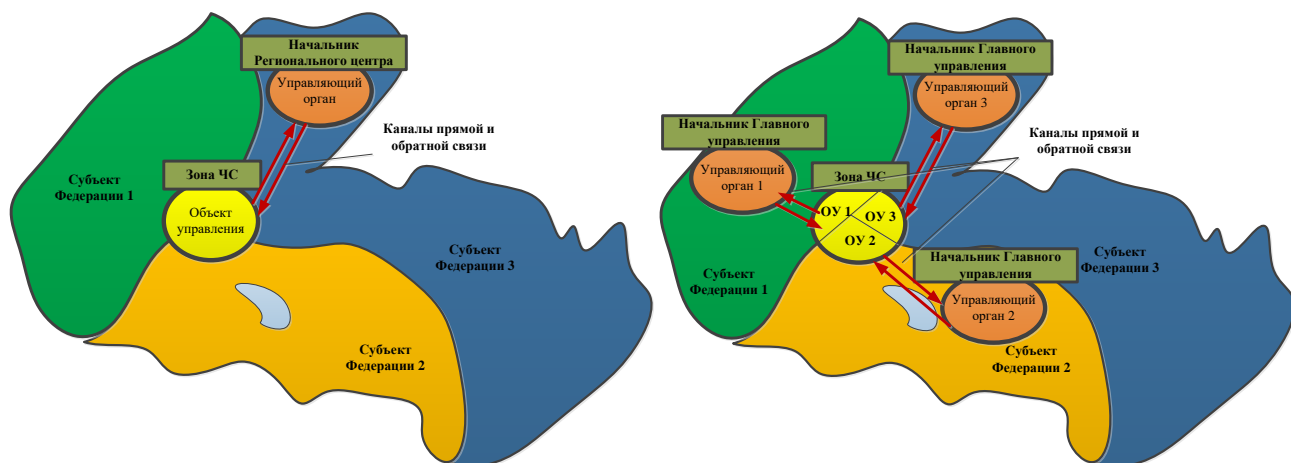 Начальник
Регионального центра
Управляющий
орган
Каналы прямой и
обратной связи
Зона ЧС
Объект
управления
Субъект
Федерации 1
Субъект
Федерации 3
Субъект
Федерации 2
Начальник Главного
управления
Управляющий
орган 3
Начальник Главного
управления
Управляющий
орган 1
Каналы прямой и
обратной связи
Зона ЧС
ОУ 1
ОУ 3
ОУ 2
Начальник Главного
управления
Управляющий
орган 2
Субъект
Федерации 1
Субъект
Федерации 3
Субъект
Федерации 2